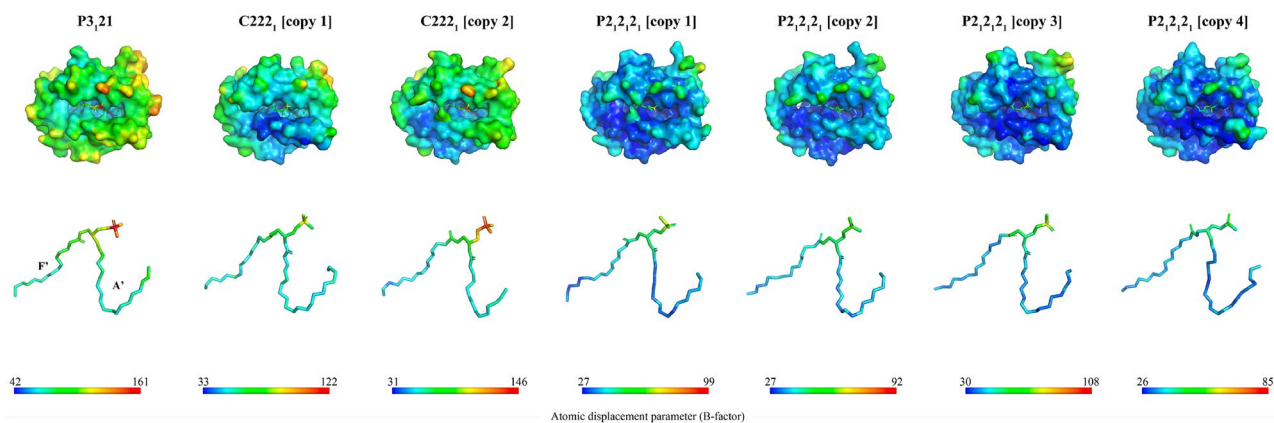 P3₁21 C222₁ [copy 1] C222₁ [copy 2] P2₁2₁2₁ [copy 1] P2₁2₁2₁ [copy 2] P2₁2₁2₁ ]copy 3] P2₁2₁2₁ [copy 4]
F' A'
42 161 33 122 31 146 27 99 27 92 30 108 26 85
Atomic displacement parameter (B-factor)